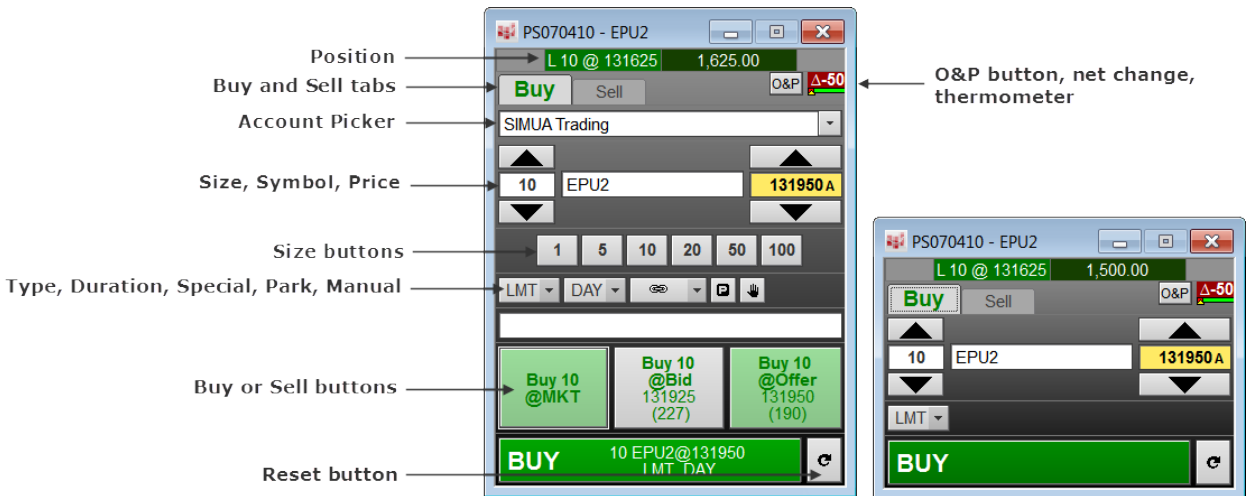 PS070410 - EPU2
Position
L 10 @ 131625 1,625.00
Buy and Sell tabs
Buy Sell O&P Δ-50
O&P button, net change,
thermometer
Account Picker
SIMUA Trading
Size, Symbol, Price
10 EPU2 131950 A
Size buttons
1 5 10 20 50 100
Type, Duration, Special, Park, Manual
LMT DAY P
Buy or Sell buttons
Buy 10
@MKT
Buy 10
@Bid
131925
(227)
Buy 10
@Offer
131950
(190)
BUY 10 EPU2@131950
LMT DAY
Reset button
PS070410 - EPU2
L 10 @ 131625 1,500.00
Buy Sell O&P Δ-50
10 EPU2 131950 A
LMT
BUY